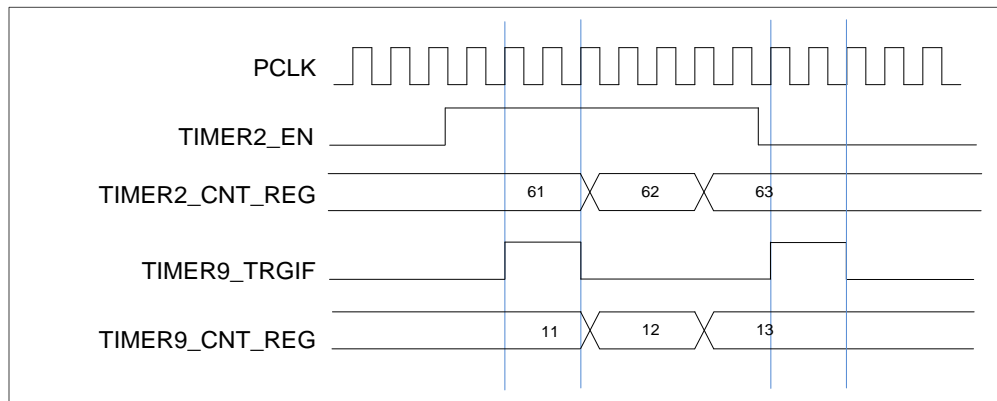 PCLK
TIMER2_EN
TIMER2_CNT_REG 61 62 63
TIMER9_TRGIF
TIMER9_CNT_REG 11 12 13